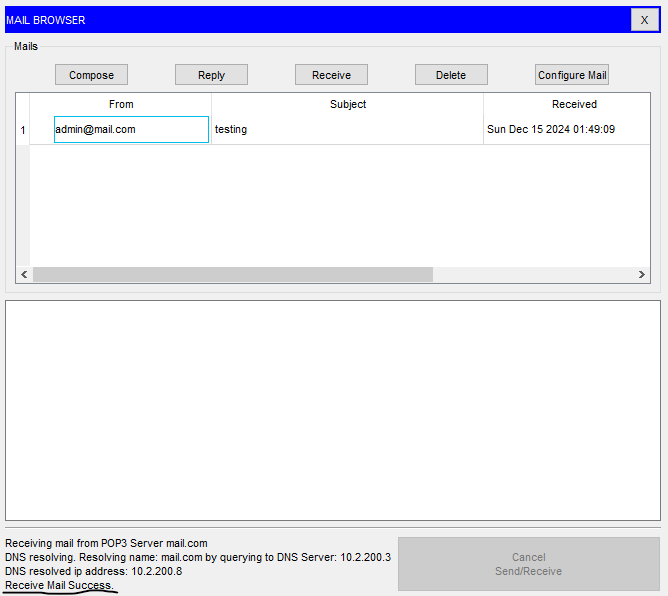 MAIL BROWSER
X
Mails
Compose Reply Receive Delete Configure Mail
From Subject Received
1 admin@mail.com testing Sun Dec 15 2024 01:49:09
Receiving mail from POP3 Server mail.com
DNS resolving. Resolving name: mail.com by querying to DNS Server: 10.2.200.3
DNS resolved ip address: 10.2.200.8
Receive Mail Success.
Cancel
Send/Receive